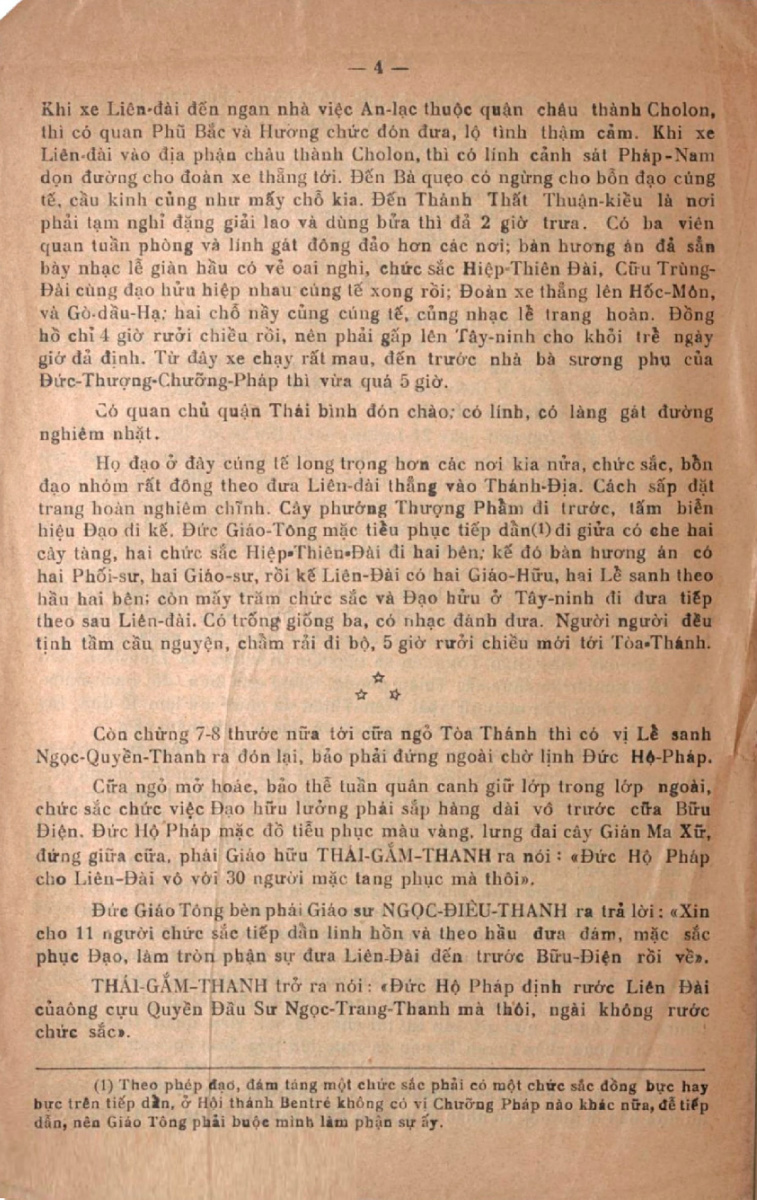 — 4 —
Khi xe Liên-đài đến ngan nhà việc An-lạc thuộc quận châu thành Cholon,
thì có quan Phũ Bắc và Hương chức đón đưa, lộ tình thậm cảm. Khi xe
Liên-đài vào địa phận châu thành Cholon, thì có lính cảnh sát Pháp-Nam
dọn đường cho đoàn xe thẳng tới. Đến Bà quẹo có ngừng cho bổn đạo cúng
tế, cầu kinh củng như mấy chỗ kia. Đến Thánh Thất Thuận-kiều là nơi
phải tạm nghỉ đặng giải lao và dùng bửa thì đả 2 giờ trưa. Có ba viên
quan tuần phòng và lính gát đông đảo hơn các nơi; bàn hương án đả sẳn
bày nhạc lễ giàn hầu có vẻ oai nghi, chức sắc Hiệp-Thiên Đài, Cữu Trùng-
Đài cùng đạo hửu hiệp nhau cúng tế xong rồi; Đoàn xe thẳng lên Hốc-Môn,
và Gò-dầu-Hạ; hai chổ nầy củng cúng tế, củng nhạc lễ trang hoàn. Đồng
hồ chỉ 4 giờ rưởi chiều rồi, nên phải gấp lên Tây-ninh cho khỏi trể ngày
giờ đả định. Từ đây xe chạy rất mau, đến trước nhà bà sương phụ của
Đức-Thượng-Chưỡng-Pháp thì vừa quá 5 giờ.
Có quan chủ quận Thái bình đón chào; có lính, có làng gát đường
nghiêm nhặt.
Họ đạo ở đây cúng tế long trọng hơn các nơi kia nửa, chức sắc, bổn
đạo nhóm rất đông theo đưa Liên-đài thẳng vào Thánh-Địa. Cách sấp đặt
trang hoàn nghiêm chĩnh. Cây phướng Thượng Phẩm đi trước, tấm biển
hiệu Đạo đi kế. Đức Giáo-Tông mặc tiểu phục tiếp dẫn(1) đi giửa có che hai
cây tàng, hai chức sắc Hiệp-Thiên-Đài đi hai bên; kế đó bàn hương án có
hai Phối-sư, hai Giáo-sư, rồi kế Liên-Đài có hai Giáo-Hữu, hai Lể sanh theo
hầu hai bên; còn mấy trăm chức sắc và Đạo hửu ở Tây-ninh đi đưa tiếp
theo sau Liên-đài. Có trống giống ba, có nhạc đánh đưa. Người người đều
tịnh tâm cầu nguyện, chầm rải đi bộ, 5 giờ rưởi chiều mới tới Tòa-Thánh.
☆
☆ ☆
Còn chừng 7-8 thước nữa tới cữa ngỏ Tòa Thánh thì có vị Lể sanh
Ngọc-Quyền-Thanh ra đón lại, bảo phải đứng ngoài chờ lịnh Đức Hộ-Pháp.
Cữa ngỏ mở hoác, bảo thể tuần quân canh giữ lớp trong lớp ngoài,
chức sắc chức việc Đạo hữu lưởng phái sấp hàng dài vô trước cữa Bữu
Điện. Đức Hộ Pháp mặc đồ tiểu phục màu vàng, lưng đai cây Giản Ma Xữ,
đứng giữa cữa, phái Giáo hữu THÁI-GẤM-THANH ra nói : «Đức Hộ Pháp
cho Liên-Đài vô với 30 người mặc tang phục mà thôi».
Đức Giáo Tông bèn phái Giáo sư NGỌC-ĐIỀU-THANH ra trả lời : «Xin
cho 11 người chức sắc tiếp dẫn linh hồn và theo hầu đưa đám, mặc sắc
phục Đạo, làm tròn phận sự đưa Liên-Đài đến trước Bữu-Điện rồi về».
THÁI-GẤM-THANH trở ra nói : «Đức Hộ Pháp định rước Liên Đài
củaông cựu Quyền Đầu Sư Ngọc-Trang-Thanh mà thôi, ngài không rước
chức sắc».
(1) Theo phép đạo, đám táng một chức sắc phải có một chức sắc đồng bực hay
bực trên tiếp dẫn, ở Hội thánh Bentré không có vị Chưỡng Pháp nào khác nữa, để tiếp
dẫn, nên Giáo Tông phải buộc mình làm phận sự ấy.